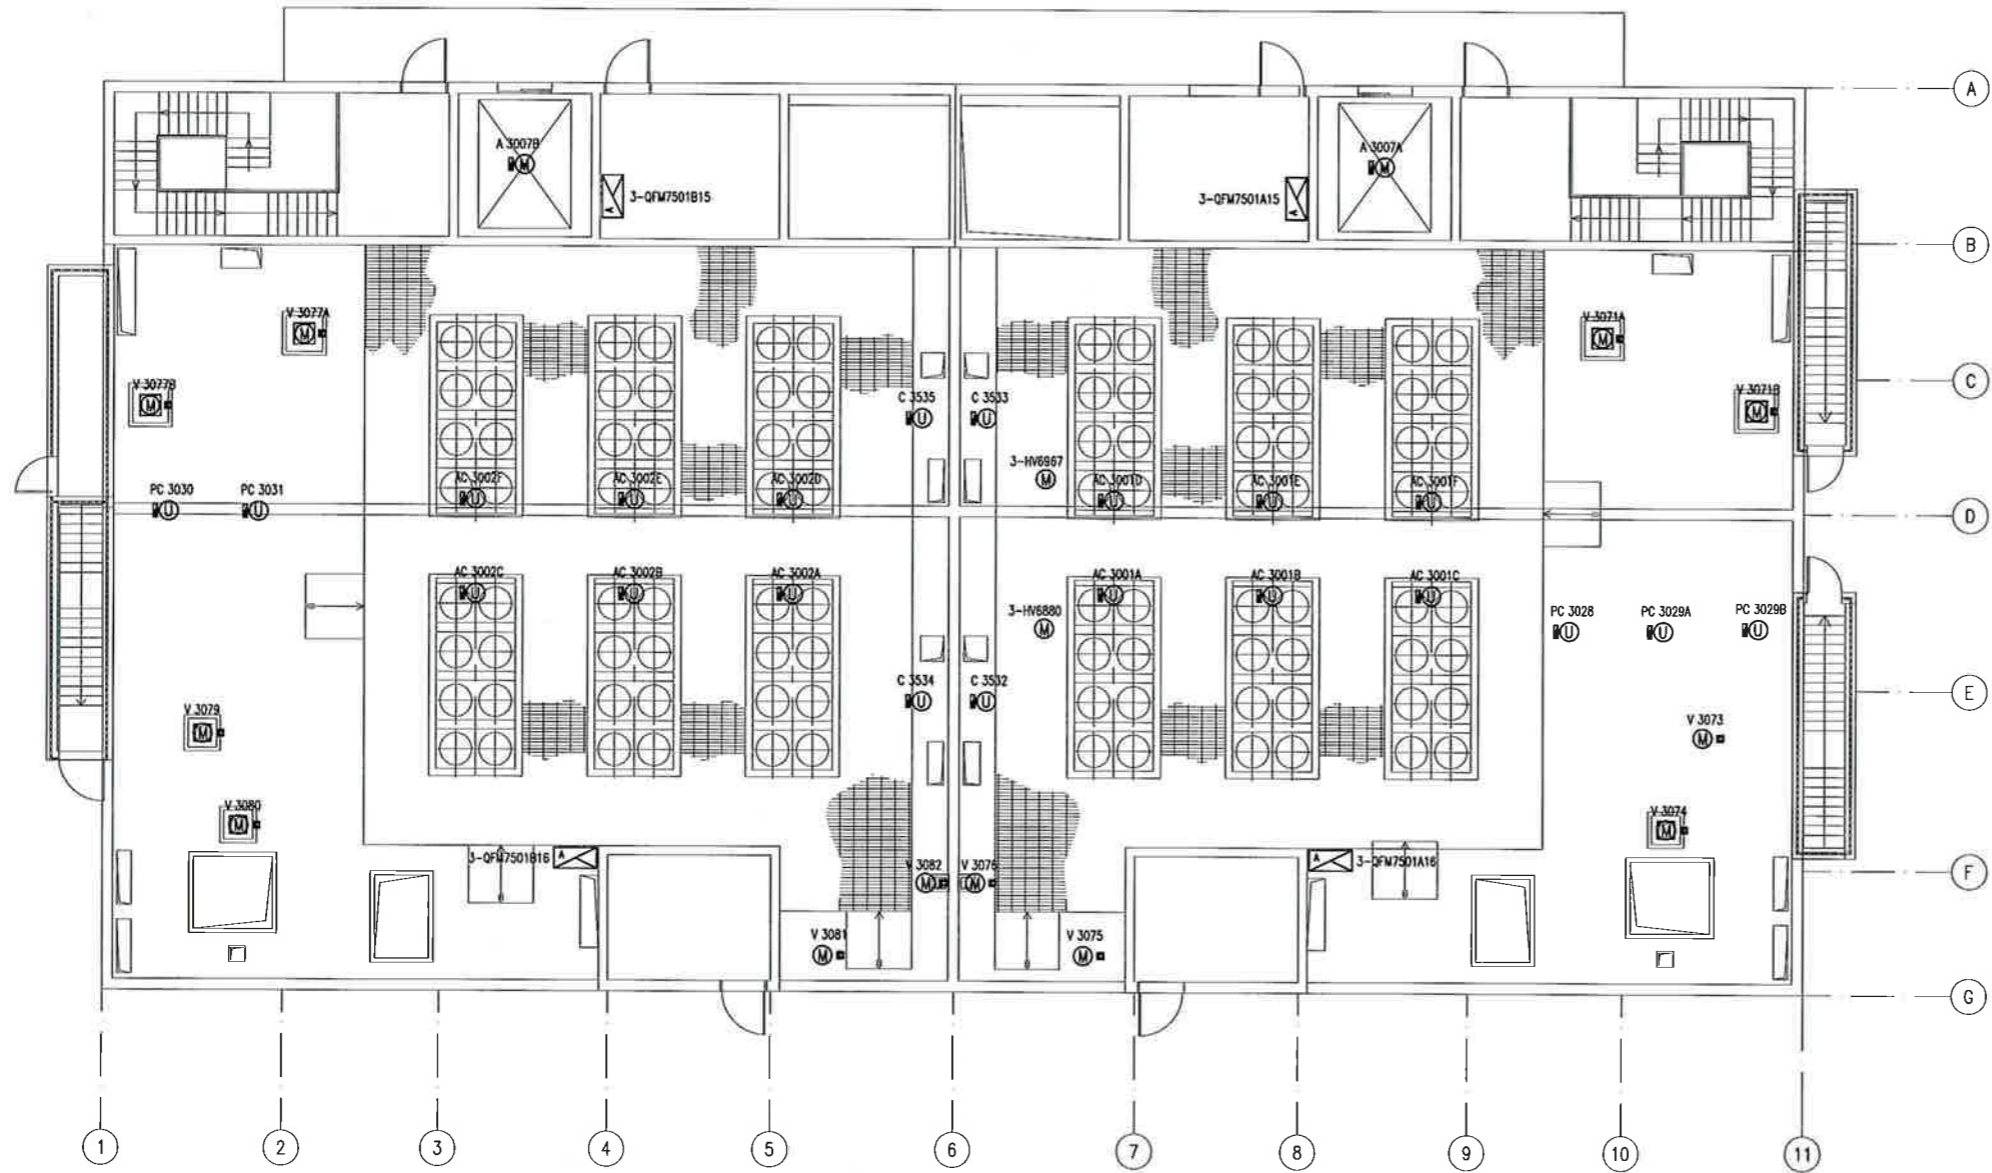 A
A 3007B
M
A 3007A
M
A
3-QFM7501B15
3-QFM7501A15
A
B
V 3077A
M
V 3071A
M
V 3077B
M
C 3535
U
C 3533
U
V 3071B
M
C
3-HV6967
M
PC 3030
U
PC 3031
U
AC 3002F
U
AC 3002E
U
AC 3002D
U
AC 3001D
U
AC 3001E
U
AC 3001F
U
D
AC 3002C
U
AC 3002B
U
AC 3002A
U
AC 3001A
U
AC 3001B
U
AC 3001C
U
3-HV6880
M
PC 3028
U
PC 3029A
U
PC 3029B
U
C 3534
U
C 3532
U
E
V 3079
M
V 3073
M
V 3080
M
V 3074
M
3-QFM7501B16
A
A
3-QFM7501A16
V 3082
M
V 3076
M
F
V 3081
M
V 3075
M
G
1
2
3
4
5
6
7
8
9
10
11